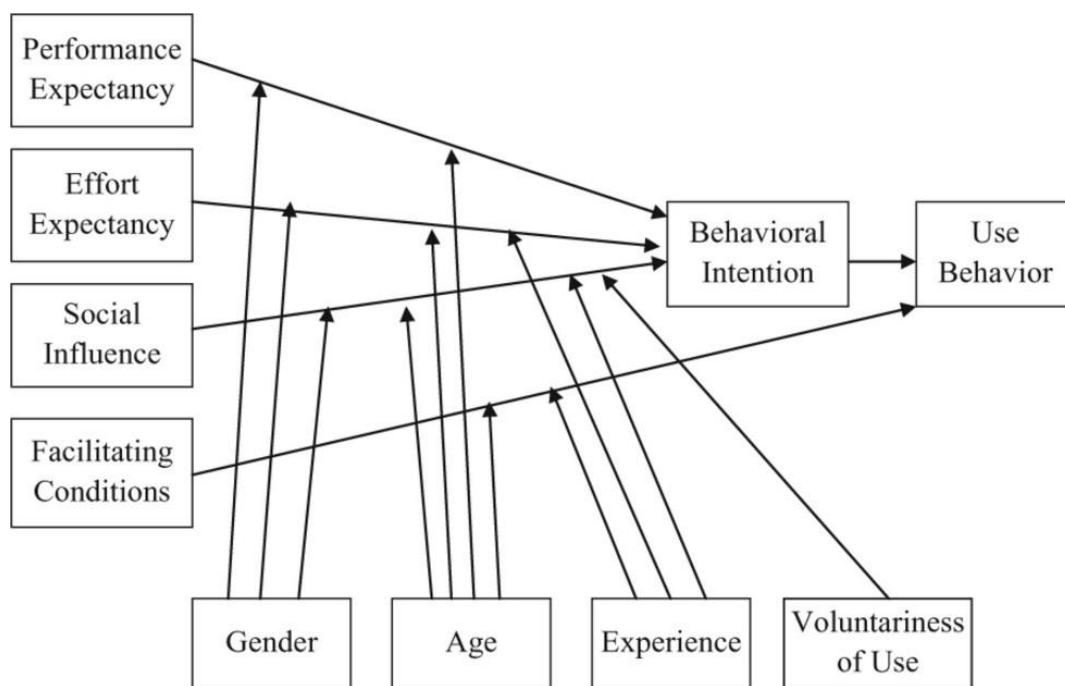 Performance
Expectancy
Effort
Expectancy
Social
Influence
Facilitating
Conditions
Behavioral
Intention
Use
Behavior
Gender
Age
Experience
Voluntariness
of Use